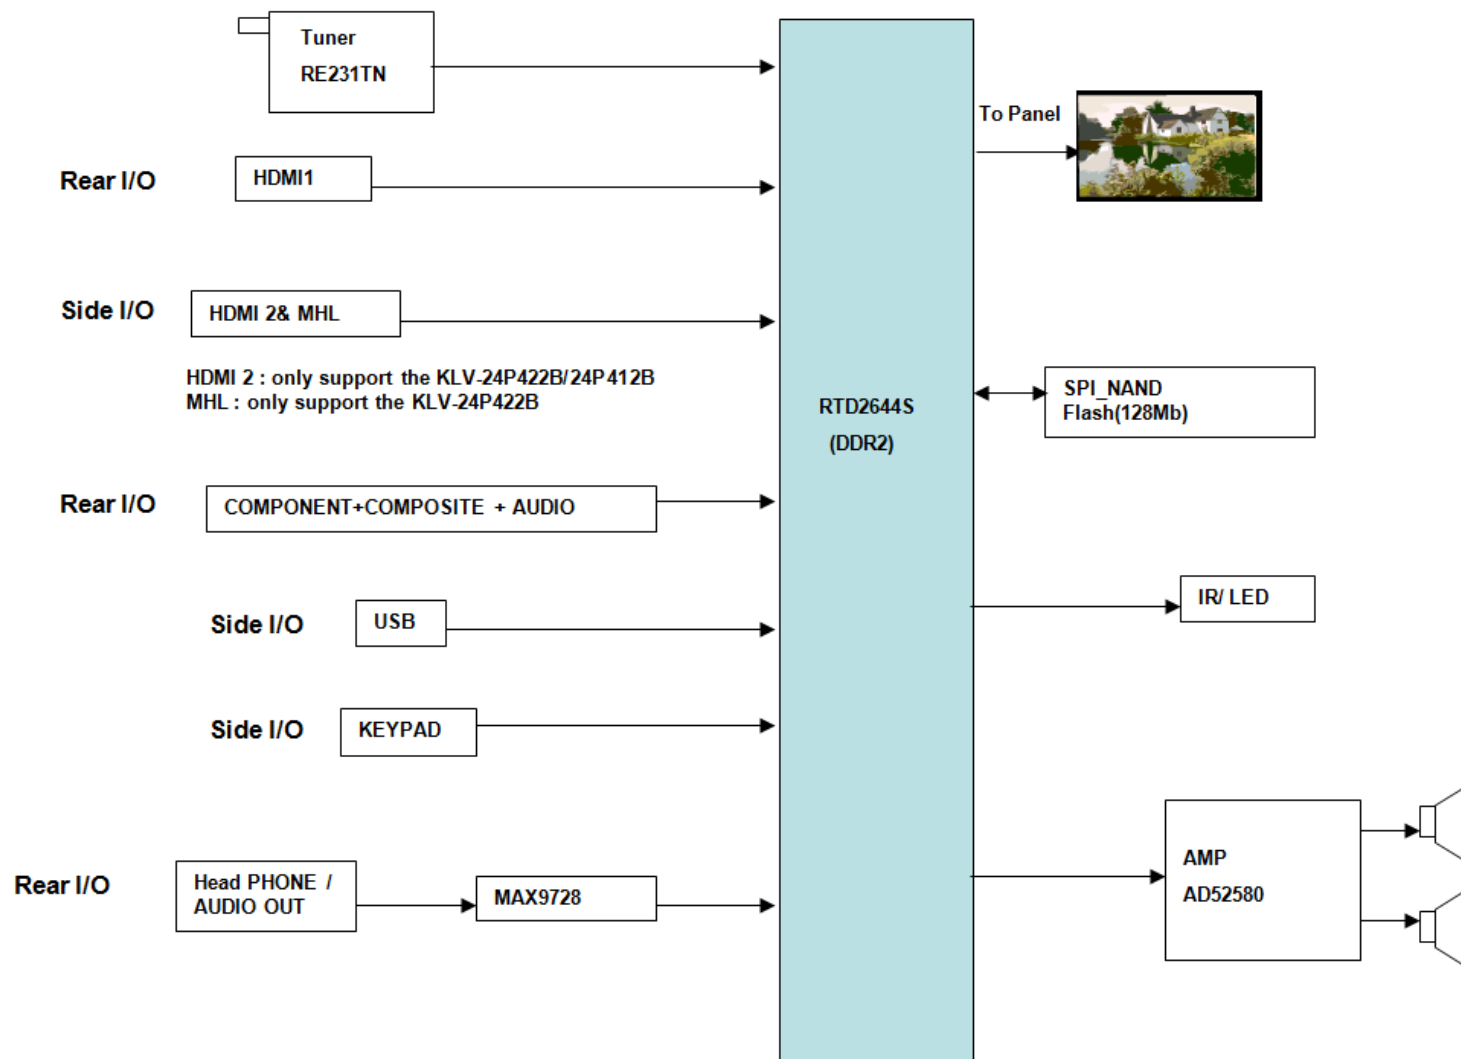 Tuner
RE231TN
To Panel
Rear I/O
HDMI1
Side I/O
HDMI 2& MHL
HDMI 2 : only support the KLV-24P422B/24P412B
MHL : only support the KLV-24P422B
RTD2644S
(DDR2)
SPI_NAND
Flash(128Mb)
Rear I/O
COMPONENT+COMPOSITE + AUDIO
Side I/O
USB
IR/ LED
Side I/O
KEYPAD
Rear I/O
Head PHONE /
AUDIO OUT
MAX9728
AMP
AD52580